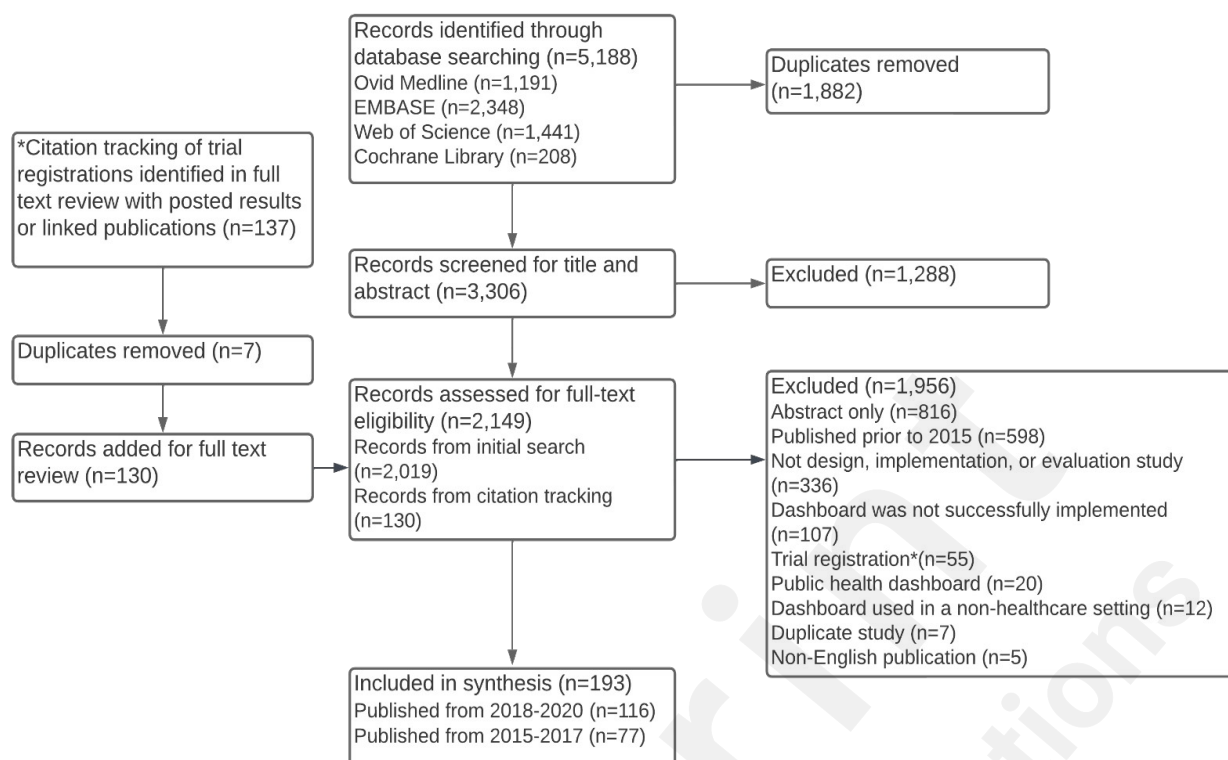 Records identified through
database searching (n=5,188)
Ovid Medline (n=1,191)
EMBASE (n=2,348)
Web of Science (n=1,441)
Cochrane Library (n=208)
Duplicates removed
(n=1,882)
*Citation tracking of trial
registrations identified in full
text review with posted results
or linked publications (n=137)
Records screened for title and
abstract (n=3,306)
Excluded (n=1,288)
Duplicates removed (n=7)
Records added for full text
review (n=130)
Records assessed for full-text
eligibility (n=2,149)
Records from initial search
(n=2,019)
Records from citation tracking
(n=130)
Excluded (n=1,956)
Abstract only (n=816)
Published prior to 2015 (n=598)
Not design, implementation, or evaluation study
(n=336)
Dashboard was not successfully implemented
(n=107)
Trial registration*(n=55)
Public health dashboard (n=20)
Dashboard used in a non-healthcare setting (n=12)
Duplicate study (n=7)
Non-English publication (n=5)
Included in synthesis (n=193)
Published from 2018-2020 (n=116)
Published from 2015-2017 (n=77)
rint
tions